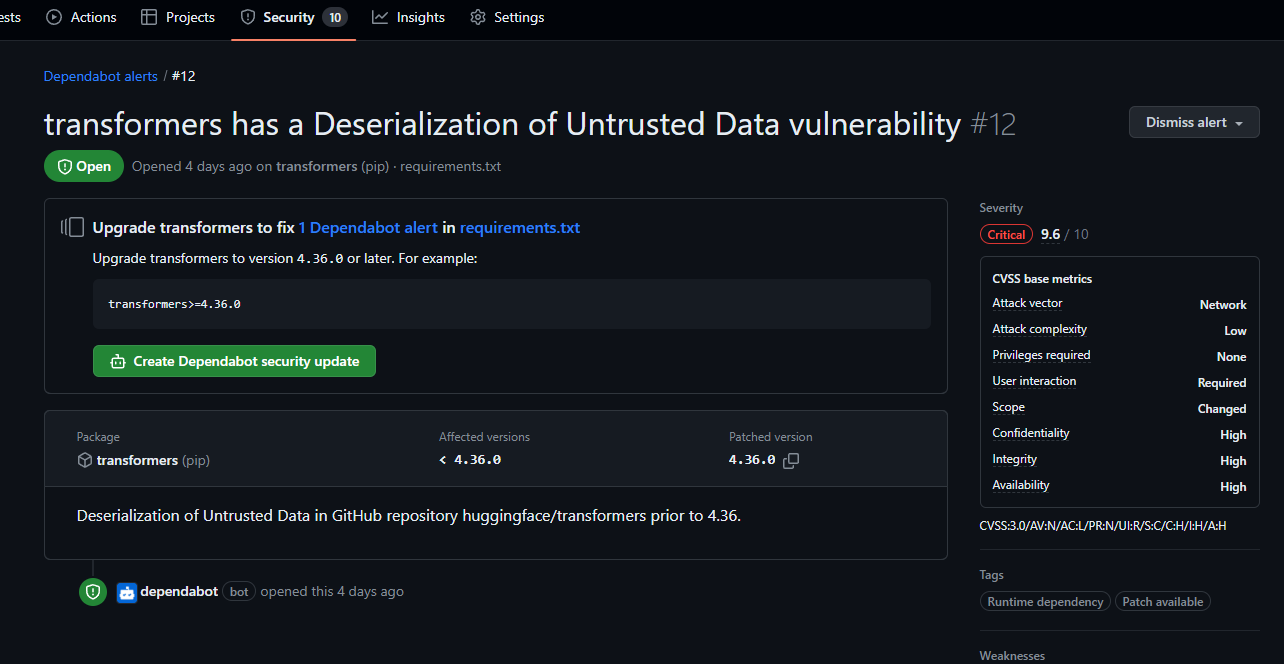 ests Actions Projects Security 10 Insights Settings
Dependabot alerts / #12
transformers has a Deserialization of Untrusted Data vulnerability #12
Dismiss alert
Open Opened 4 days ago on transformers (pip) · requirements.txt
Upgrade transformers to fix 1 Dependabot alert in requirements.txt
Upgrade transformers to version 4.36.0 or later. For example:
transformers>=4.36.0
Create Dependabot security update
Package Affected versions Patched version
transformers (pip) < 4.36.0 4.36.0
Deserialization of Untrusted Data in GitHub repository huggingface/transformers prior to 4.36.
dependabot bot opened this 4 days ago
Severity
Critical 9.6 / 10
CVSS base metrics
Attack vector Network
Attack complexity Low
Privileges required None
User interaction Required
Scope Changed
Confidentiality High
Integrity High
Availability High
CVSS:3.0/AV:N/AC:L/PR:N/UI:R/S:C/C:H/I:H/A:H
Tags
Runtime dependency Patch available
Weaknesses